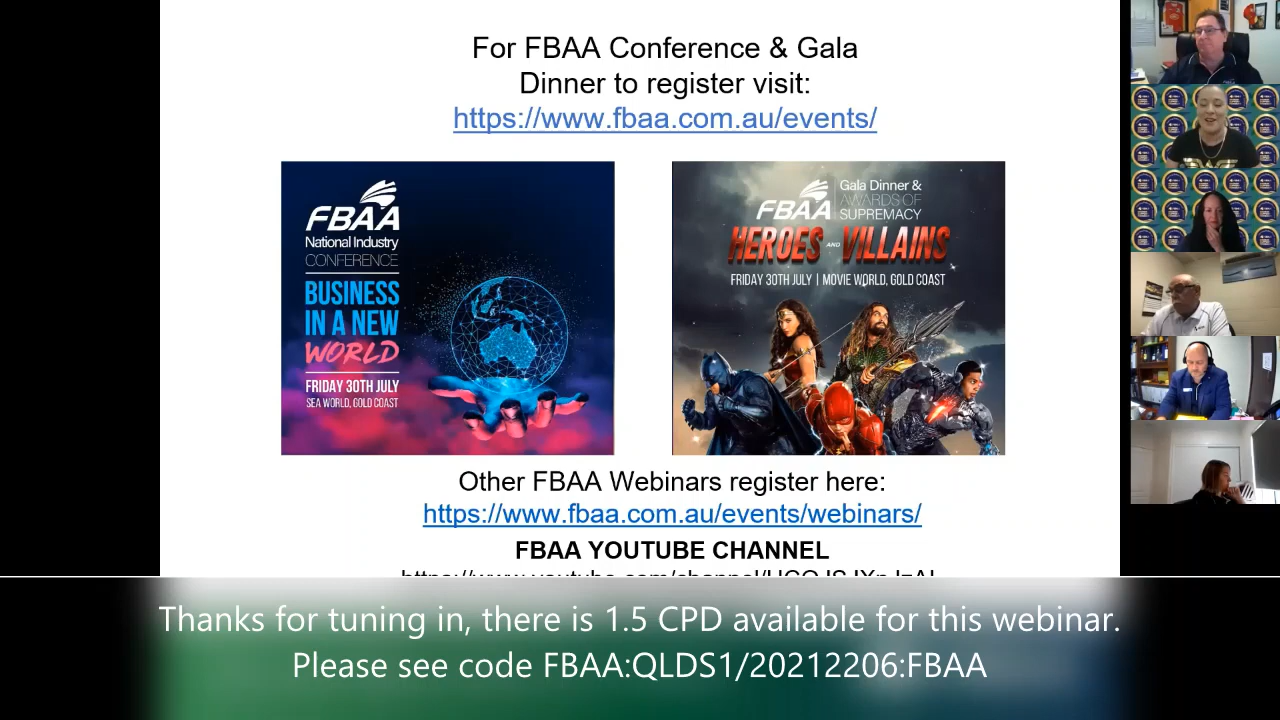 For FBAA Conference & Gala
Dinner to register visit:
https://www.fbaa.com.au/events/
FBAA
National Industry
CONFERENCE
BUSINESS
IN A NEW
WORLD
FRIDAY 30TH JULY
SEA WORLD, GOLD COAST
FBAA
Gala Dinner &
AWARDS OF
SUPREMACY
HEROES AND VILLAINS
FRIDAY 30TH JULY | MOVIE WORLD, GOLD COAST
Other FBAA Webinars register here:
https://www.fbaa.com.au/events/webinars/
FBAA YOUTUBE CHANNEL
Thanks for tuning in, there is 1.5 CPD available for this webinar.
Please see code FBAA:QLDS1/20212206:FBAA